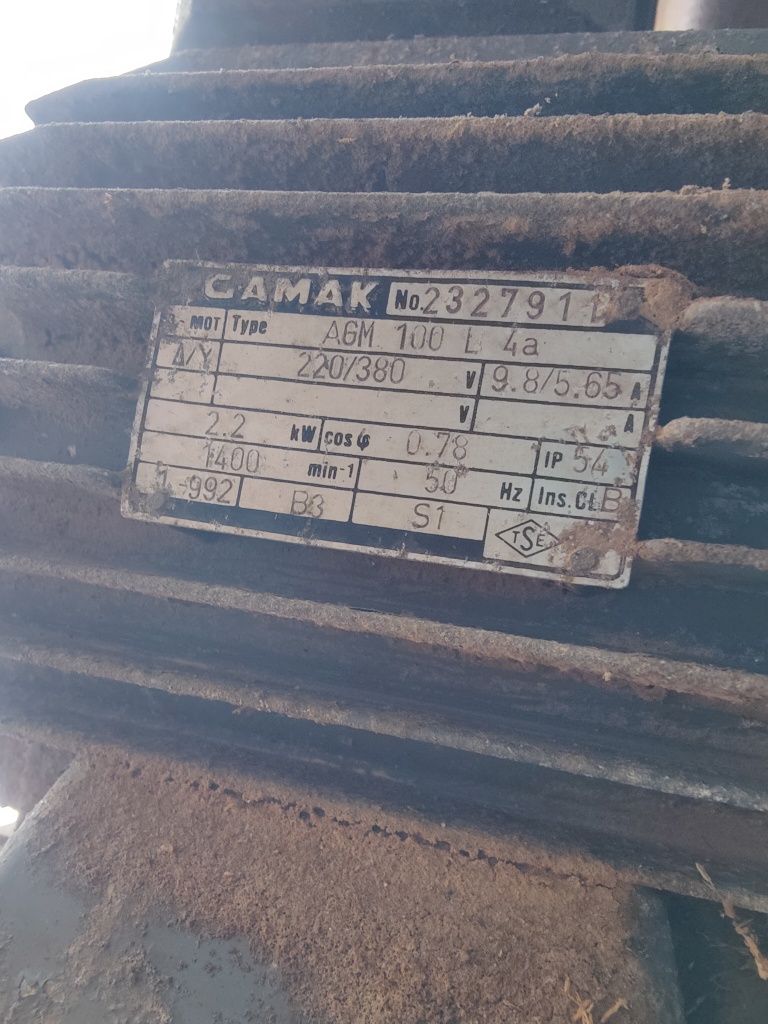 GAMAK No. 2327911
MOT Type AGM 100 L 4a
Δ/Y 220/380 V 9.8/5.65 A
V A
2.2 kW cosφ 0.78 IP 54
1400 min-1 50 Hz Ins.Cl. B
1-992 B3 S1 TSE